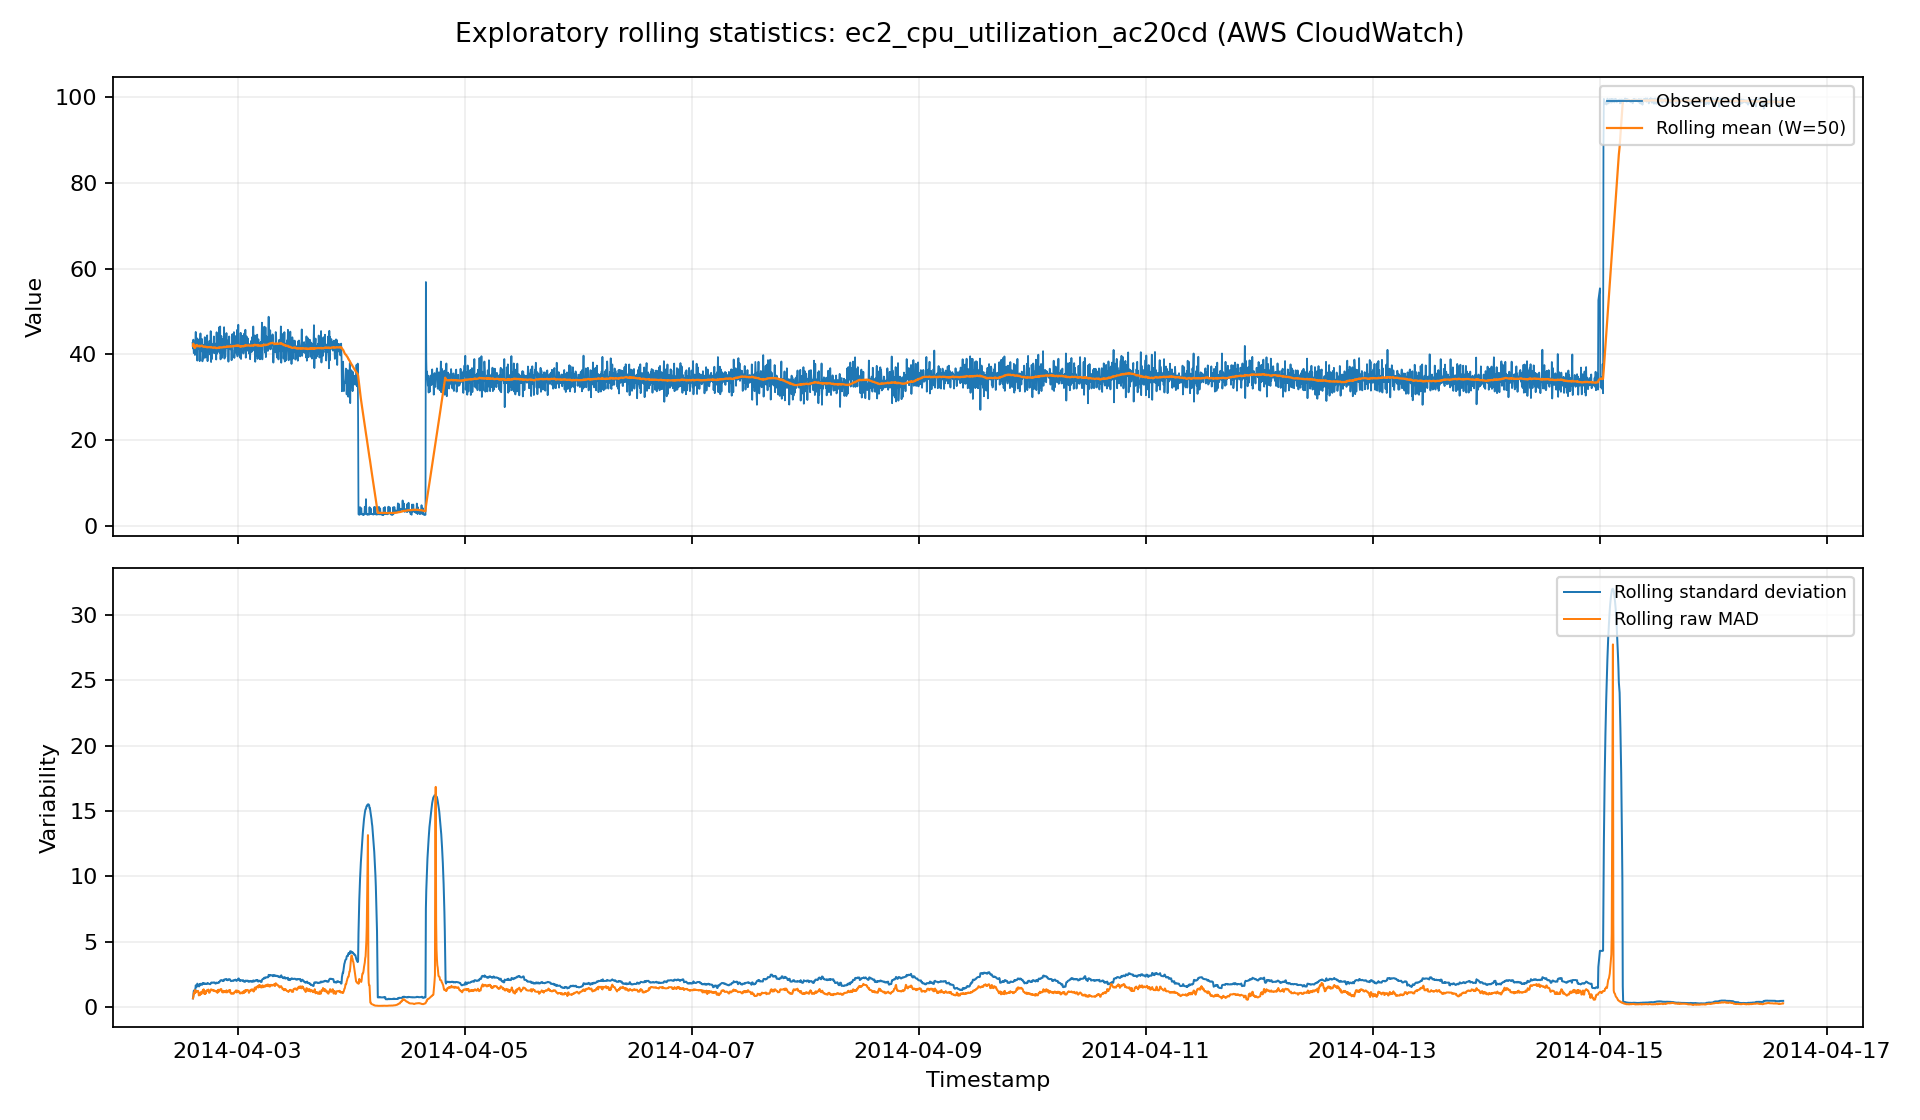 Exploratory rolling statistics: ec2_cpu_utilization_ac20cd (AWS CloudWatch)
100
80
60
40
20
0
Value
Observed value
Rolling mean (W=50)
30
25
20
15
10
5
0
Variability
Rolling standard deviation
Rolling raw MAD
2014-04-03 2014-04-05 2014-04-07 2014-04-09 2014-04-11 2014-04-13 2014-04-15 2014-04-17
Timestamp